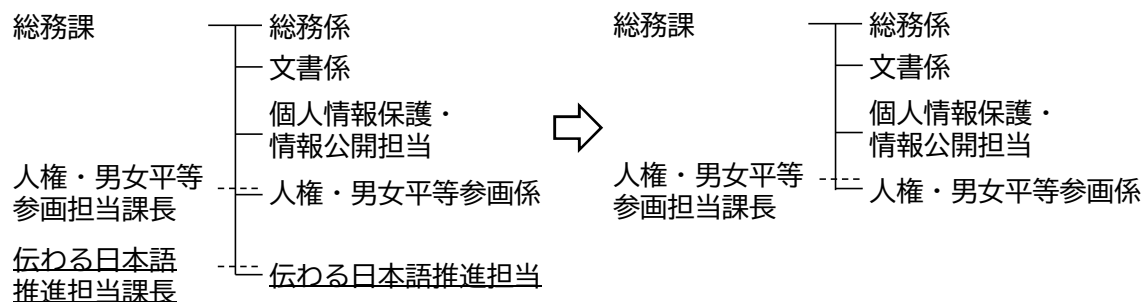 総務課
総務係
文書係
個人情報保護・
情報公開担当
人権・男女平等
参画担当課長
人権・男女平等参画係
伝わる日本語
推進担当課長
伝わる日本語推進担当
総務課
総務係
文書係
個人情報保護・
情報公開担当
人権・男女平等
参画担当課長
人権・男女平等参画係